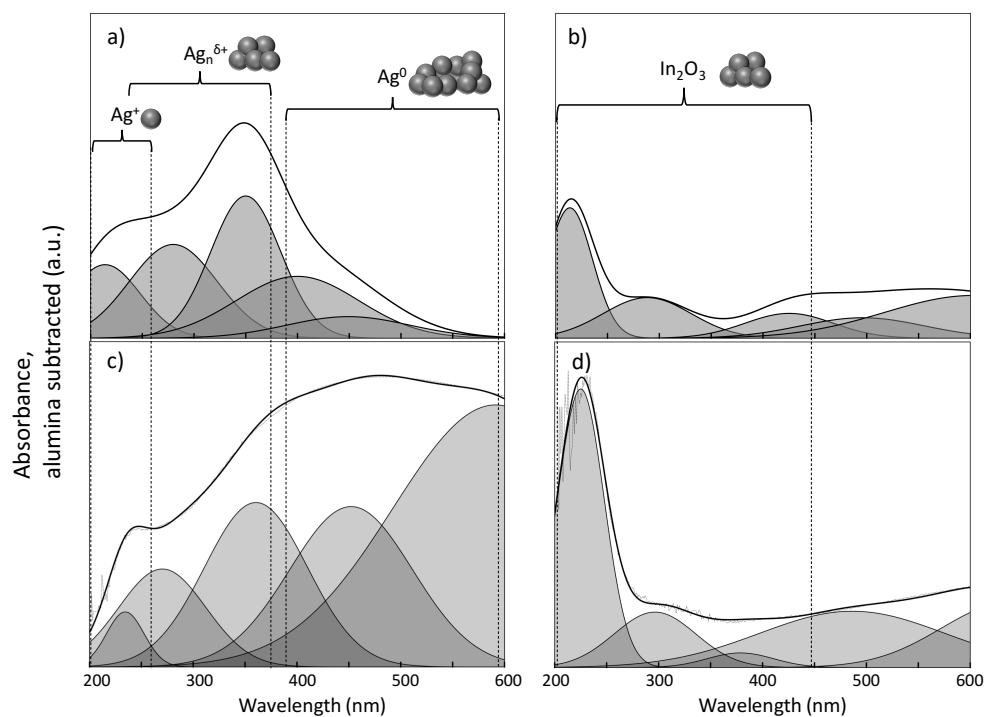 a)
Agₙᵟ⁺
Ag⁰
Ag⁺
b)
In₂O₃
Absorbance,
alumina subtracted (a.u.)
c)
d)
200 300 400 500 600
200 300 400 500 600
Wavelength (nm)
Wavelength (nm)